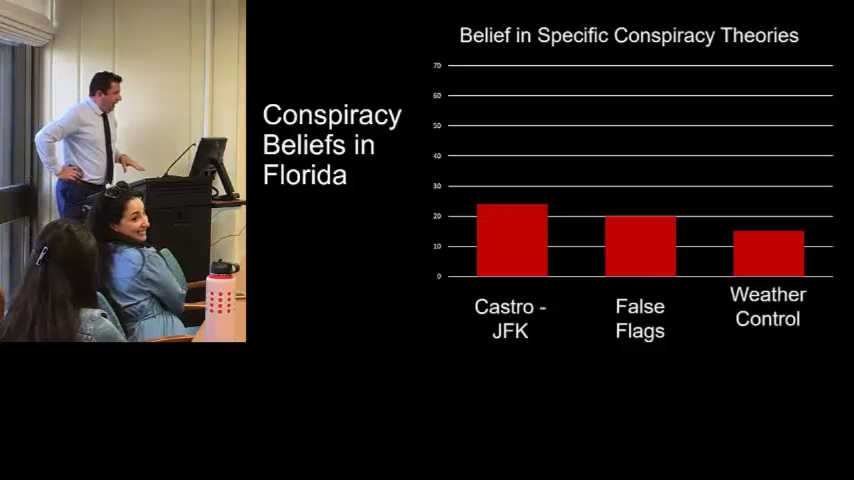 Belief in Specific Conspiracy Theories
Conspiracy
Beliefs in
Florida
70
60
50
40
30
20
10
0
Castro -
JFK
False
Flags
Weather
Control